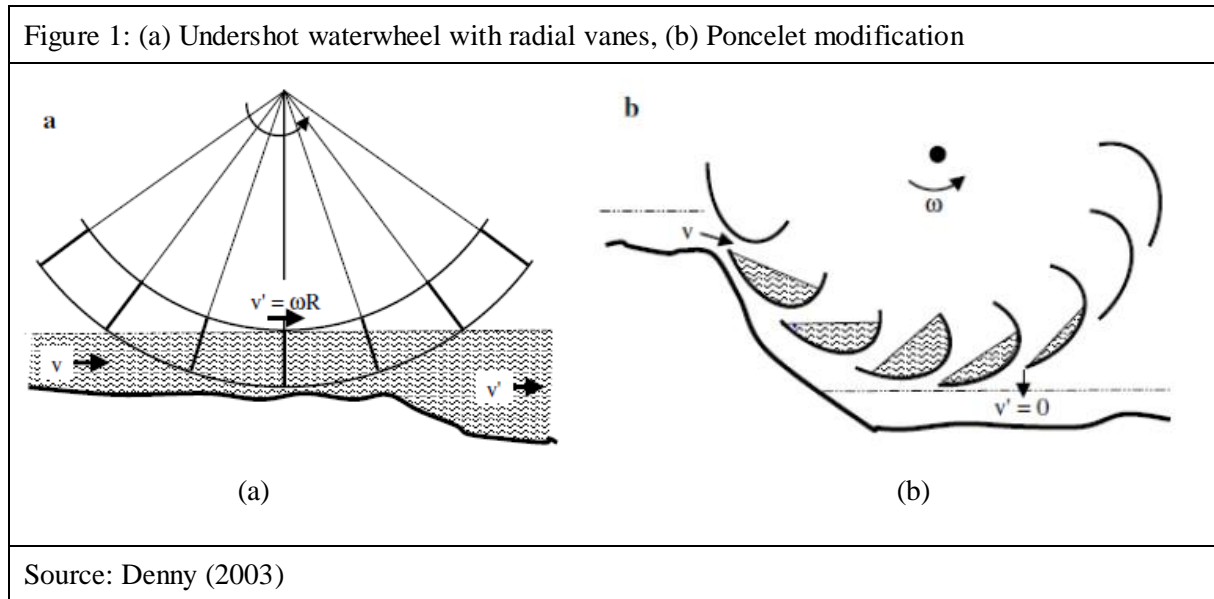 Figure 1: (a) Undershot waterwheel with radial vanes, (b) Poncelet modification
a
v' = ωR
v
v'
(a)
b
ω
v
v' = 0
(b)
Source: Denny (2003)